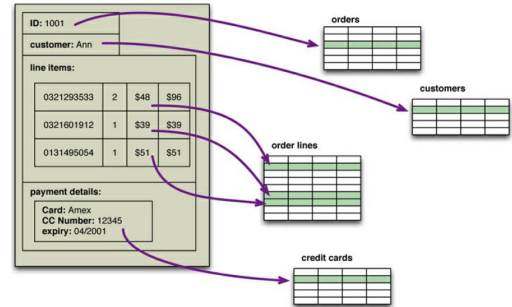 ID: 1001
customer: Ann
line items:
0321293533 2 $48 $96
0321601912 1 $39 $39
0131495054 1 $51 $51
payment details:
Card: Amex
CC Number: 12345
expiry: 04/2001
orders
customers
order lines
credit cards